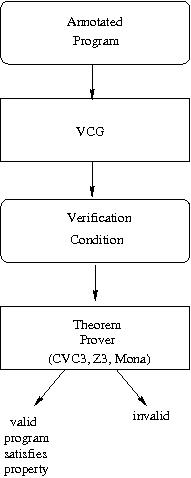 Annotated
Program
VCG
Verification
Condition
Theorem
Prover
(CVC3, Z3, Mona)
valid
program
satisfies
property
invalid